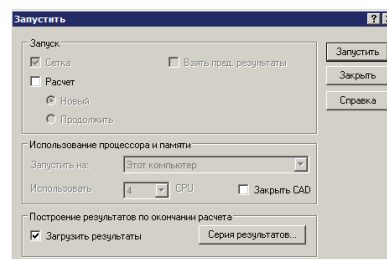 Запустить
Запуск
Сетка
Взять пред. результаты
Расчет
Новый
Продолжить
Запустить
Закрыть
Справка
Использование процессора и памяти
Запустить на: Этот компьютер
Использовать 4 CPU Закрыть CAD
Построение результатов по окончании расчета
Загрузить результаты Серия результатов...